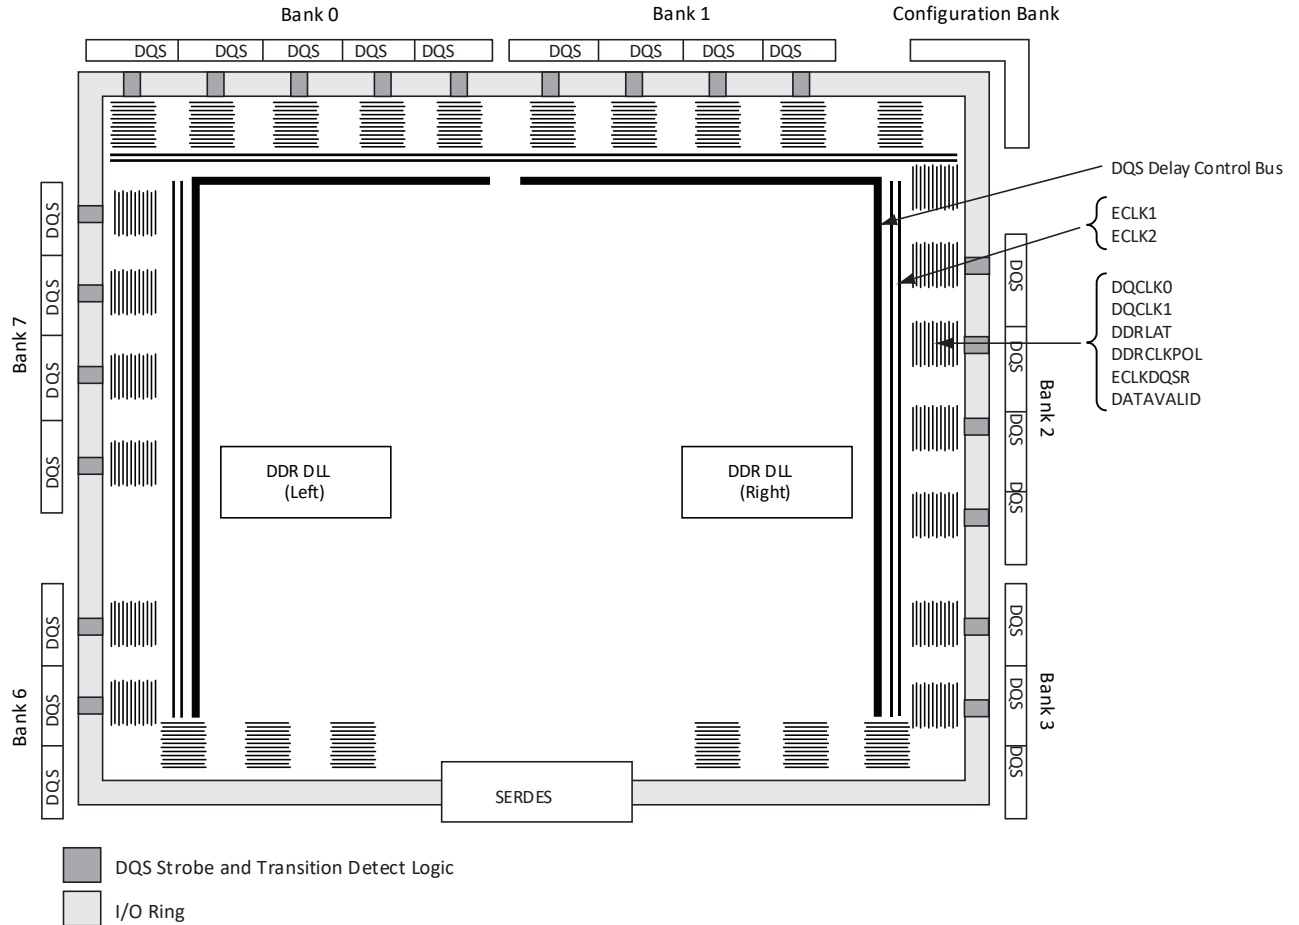 Bank 0
Bank 1
Configuration Bank
DQS DQS DQS DQS DQS
DQS DQS DQS DQS
DQS Delay Control Bus
ECLK1
ECLK2
DQCLK0
DQCLK1
DDRLAT
DDRCLKPOL
ECLKDQSR
DATAVALID
Bank 7
DQS
DQS
DQS
DQS
Bank 6
DQS
DQS
DQS
DDR DLL
(Left)
DDR DLL
(Right)
DQS
DQS
DQS
DQS
Bank 2
DQS
DQS
DQS
Bank 3
SERDES
DQS Strobe and Transition Detect Logic
I/O Ring